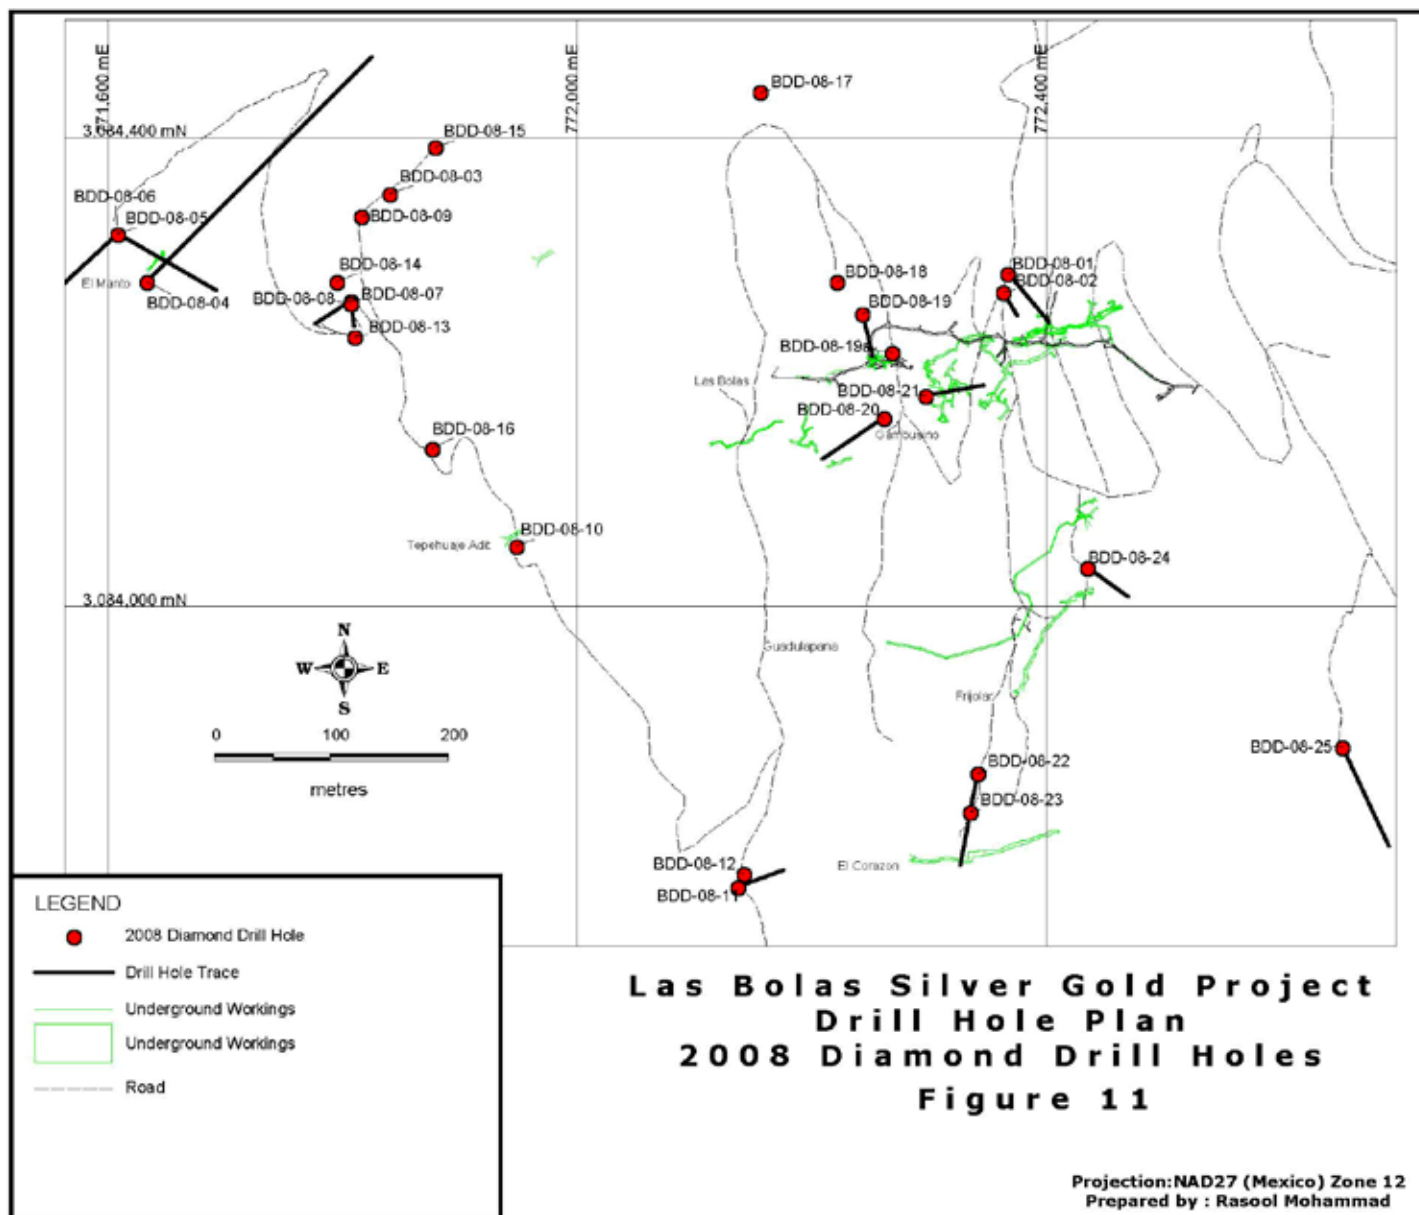 771,600 mE
772,000 mE
772,400 mE
BDD-08-17
3,084,400 mN
BDD-08-15
BDD-08-03
BDD-08-06
BDD-08-05
BDD-08-09
BDD-08-14
BDD-08-18
BDD-08-01
BDD-08-02
El Manto
BDD-08-04
BDD-08-08
BDD-08-07
BDD-08-19
BDD-08-13
BDD-08-19a
Las Bolas
BDD-08-21
BDD-08-20
Gambusino
BDD-08-16
BDD-08-10
Tepehuaje Adit
BDD-08-24
3,084,000 mN
N
W E
S
Guadulapana
Frijolar
0 100 200
metres
BDD-08-25
BDD-08-22
BDD-08-23
BDD-08-12
El Corazon
BDD-08-11
LEGEND
2008 Diamond Drill Hole
Drill Hole Trace
Underground Workings
Underground Workings
Road
Las Bolas Silver Gold Project
Drill Hole Plan
2008 Diamond Drill Holes
Figure 11
Projection:NAD27 (Mexico) Zone 12
Prepared by : Rasool Mohammad